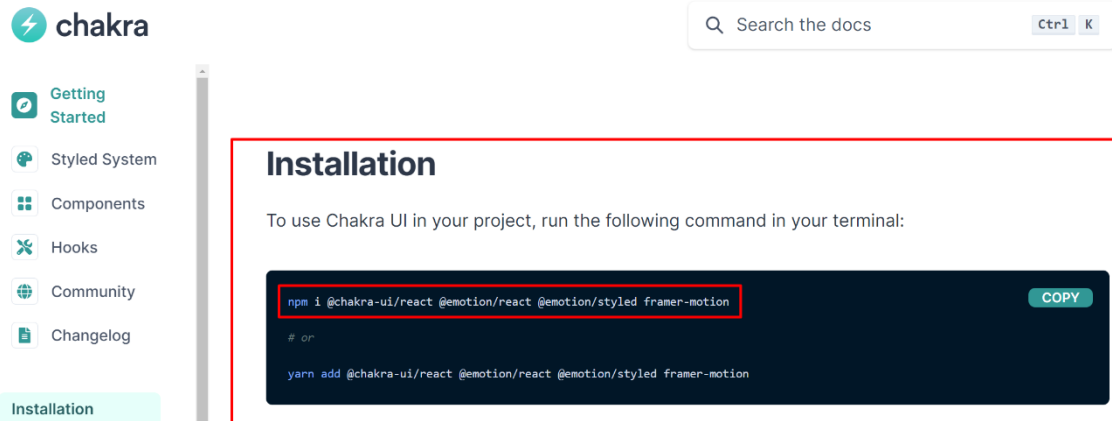 chakra
Search the docs
Ctrl K
Getting
Started
Styled System
Components
Hooks
Community
Changelog
Installation
Installation
To use Chakra UI in your project, run the following command in your terminal:
npm i @chakra-ui/react @emotion/react @emotion/styled framer-motion
COPY
# or
yarn add @chakra-ui/react @emotion/react @emotion/styled framer-motion